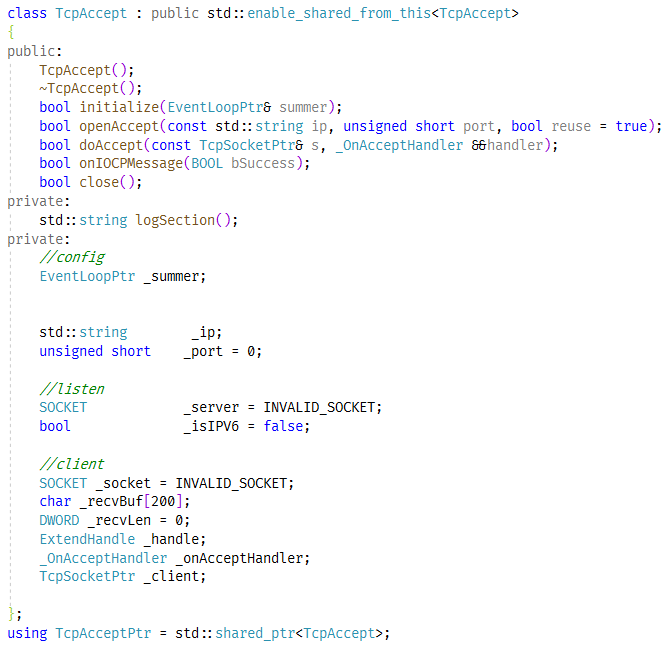 class TcpAccept : public std::enable_shared_from_this<TcpAccept>
{
public:
    TcpAccept();
    ~TcpAccept();
    bool initialize(EventLoopPtr& summer);
    bool openAccept(const std::string ip, unsigned short port, bool reuse = true);
    bool doAccept(const TcpSocketPtr& s, _OnAcceptHandler &&handler);
    bool onIOCPMessage(BOOL bSuccess);
    bool close();
private:
    std::string logSection();
private:
    //config
    EventLoopPtr _summer;


    std::string        _ip;
    unsigned short    _port = 0;

    //listen
    SOCKET            _server = INVALID_SOCKET;
    bool              _isIPV6 = false;

    //client
    SOCKET _socket = INVALID_SOCKET;
    char _recvBuf[200];
    DWORD _recvLen = 0;
    ExtendHandle _handle;
    _OnAcceptHandler _onAcceptHandler;
    TcpSocketPtr _client;

};
using TcpAcceptPtr = std::shared_ptr<TcpAccept>;